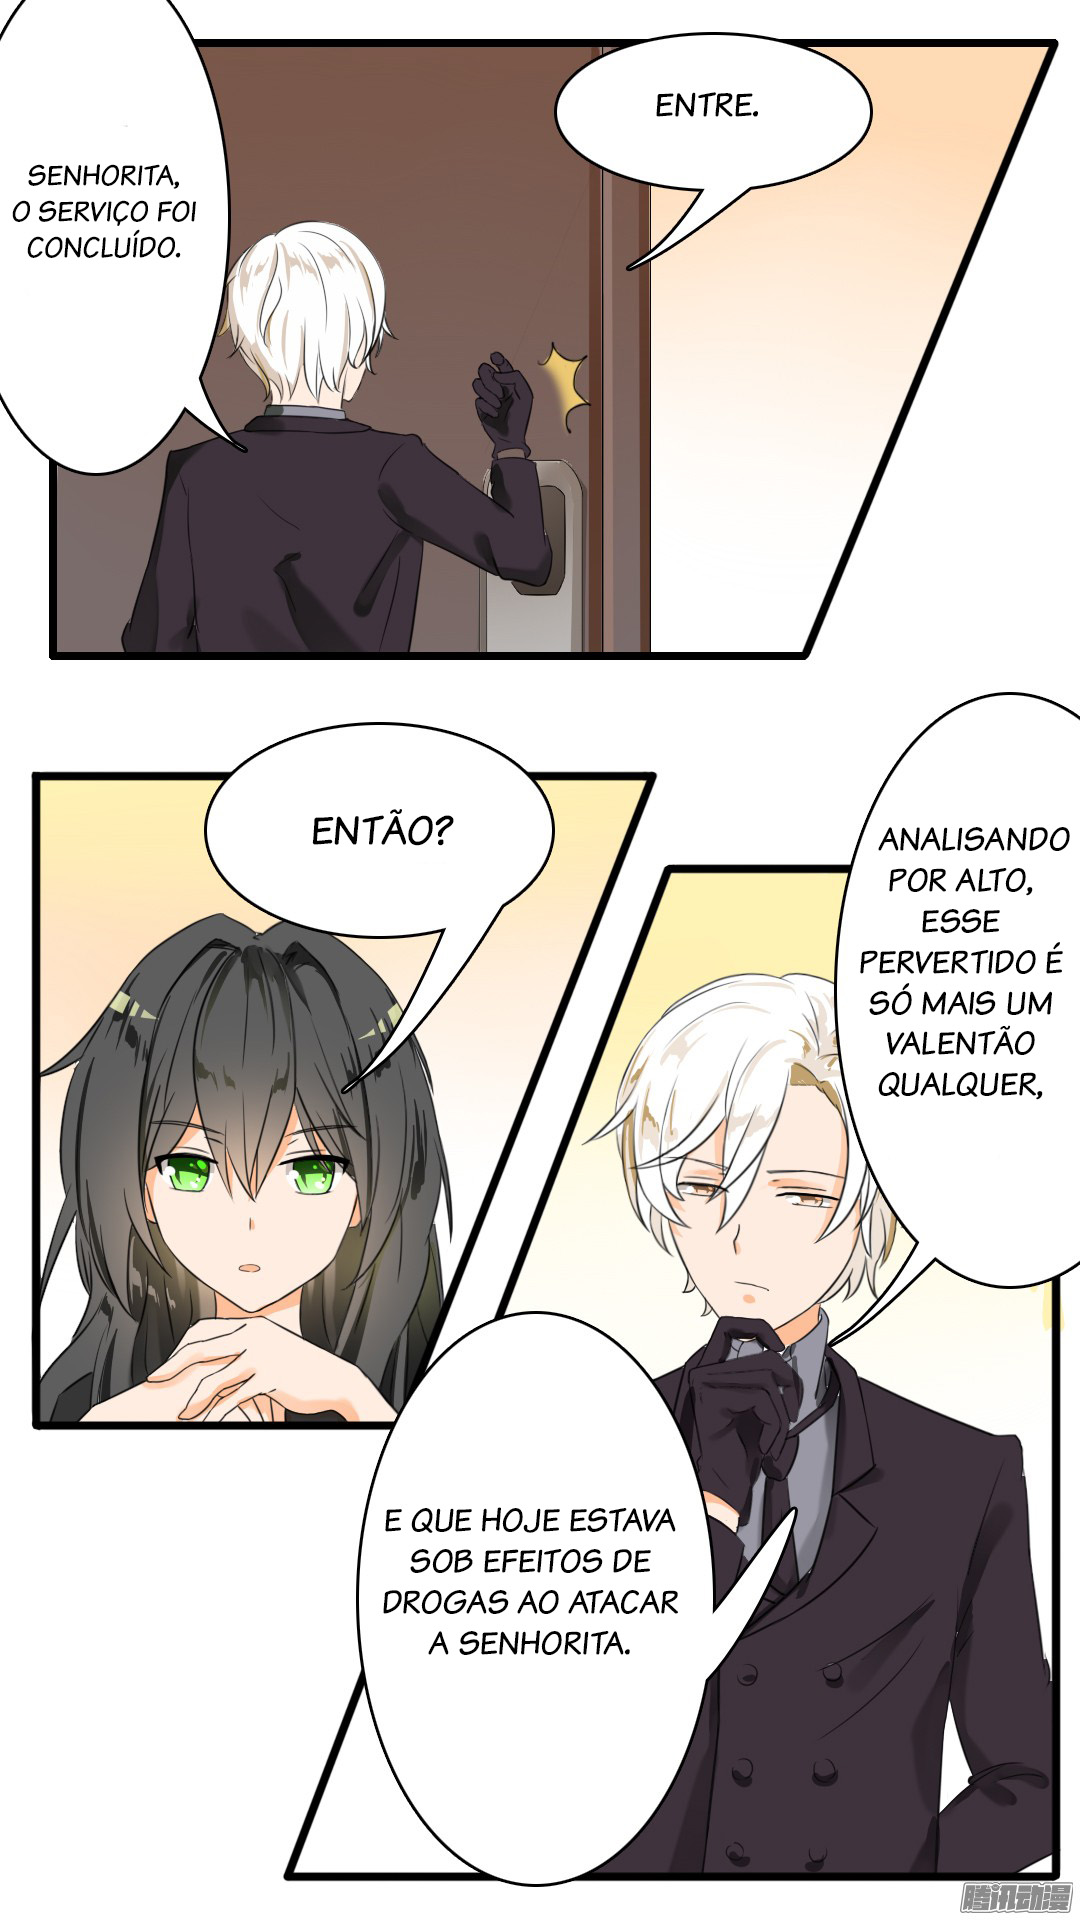 SENHORITA,
O SERVIÇO FOI
CONCLUÍDO.
ENTRE.
ENTÃO?
ANALISANDO
POR ALTO,
ESSE
PERVERTIDO É
SÓ MAIS UM
VALENTÃO
QUALQUER,
E QUE HOJE ESTAVA
SOB EFEITOS DE
DROGAS AO ATACAR
A SENHORITA.
腾讯动漫